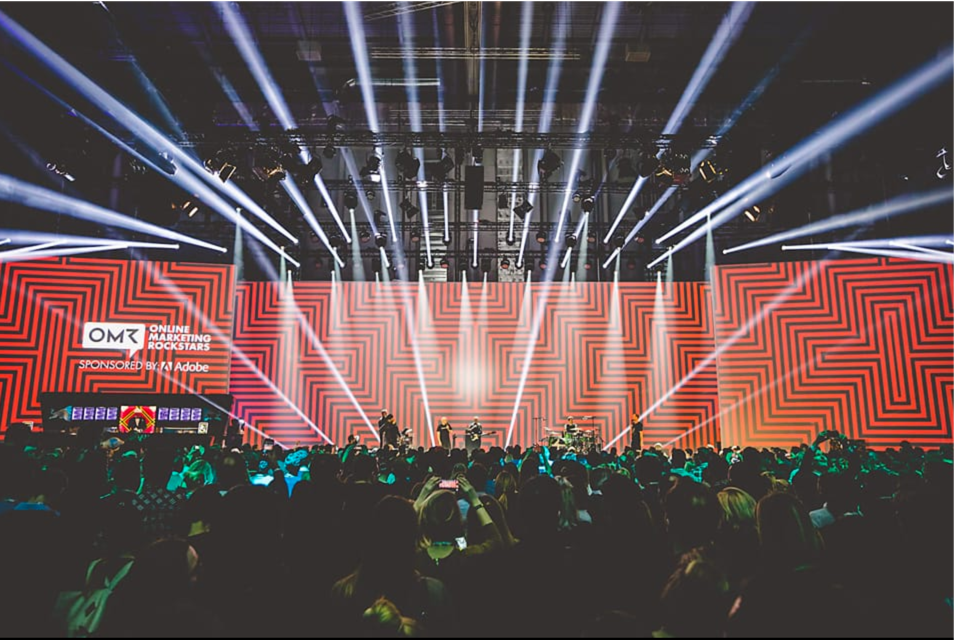 OMR
ONLINE
MARKETING
ROCKSTARS
SPONSORED BY: Adobe